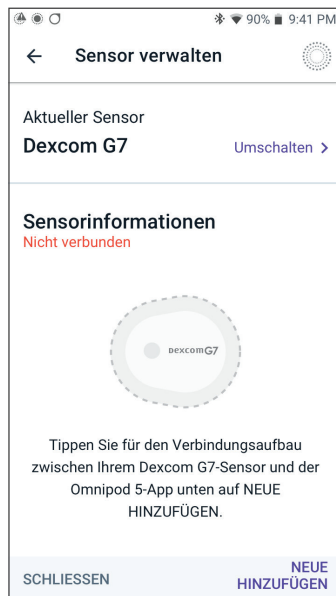 90% 9:41 PM
Sensor verwalten
Aktueller Sensor
Dexcom G7
Umschalten >
Sensorinformationen
Nicht verbunden
Dexcom G7
Tippen Sie für den Verbindungsaufbau
zwischen Ihrem Dexcom G7-Sensor und der
Omnipod 5-App unten auf NEUE
HINZUFÜGEN.
SCHLIESSEN
NEUE
HINZUFÜGEN